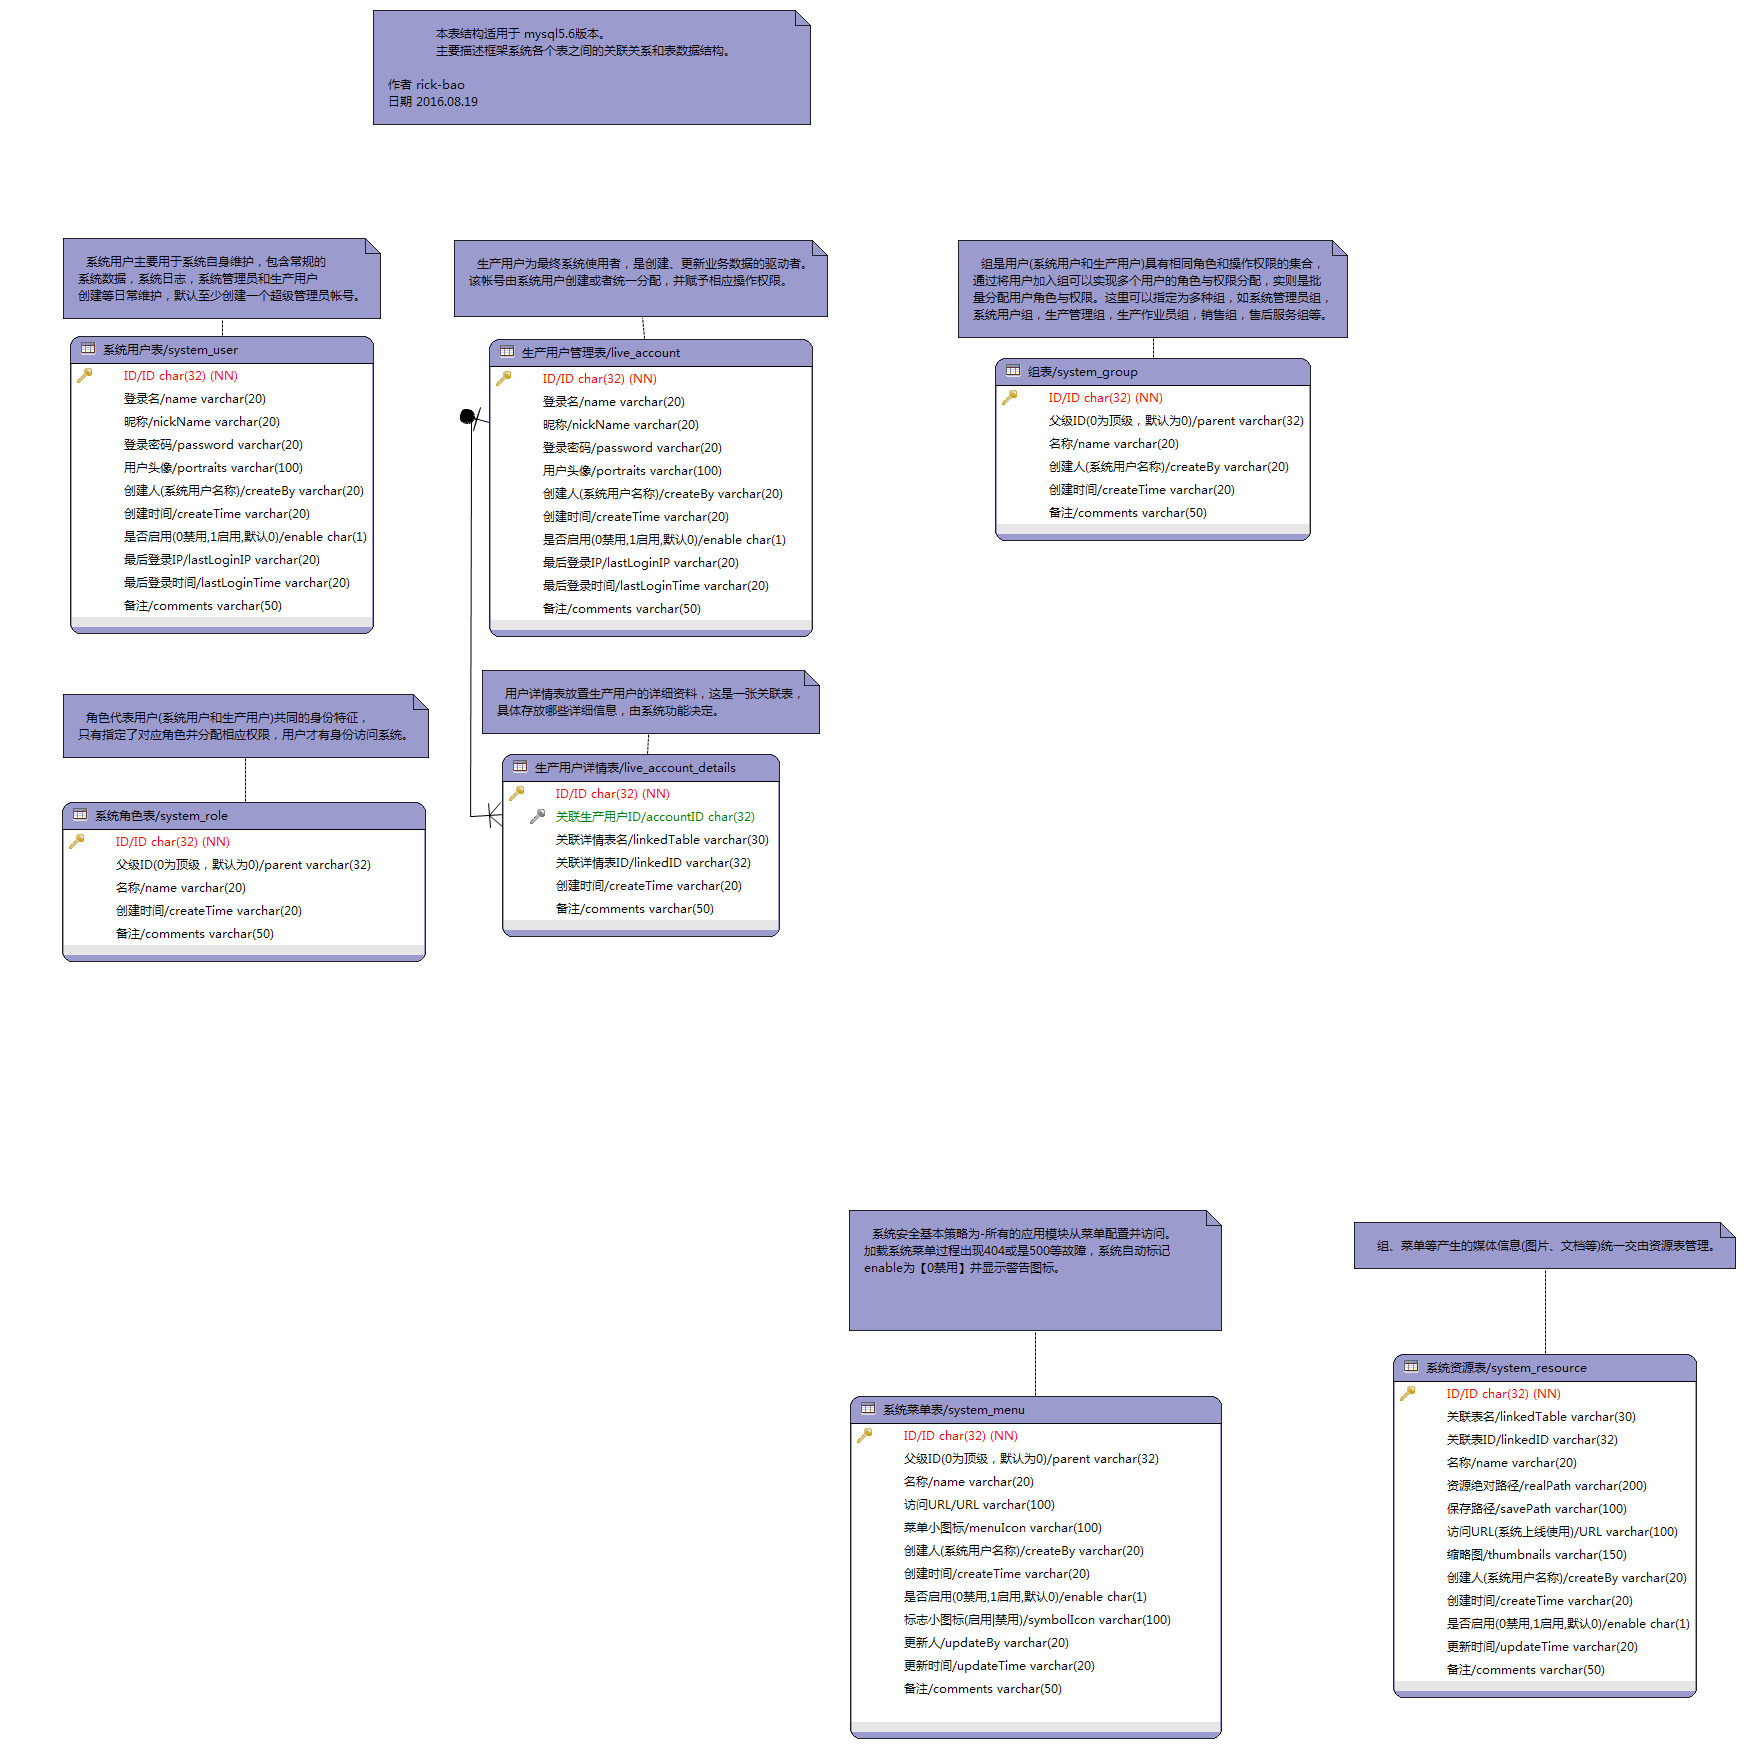 本表结构适用于 mysql5.6版本。
主要描述框架系统各个表之间的关联关系和表数据结构。
作者 rick-bao
日期 2016.08.19
系统用户主要用于系统自身维护，包含常规的
系统数据，系统日志，系统管理员和生产用户
创建等日常维护，默认至少创建一个超级管理员帐号。
系统用户表/system_user
ID/ID char(32) (NN)
登录名/name varchar(20)
昵称/nickName varchar(20)
登录密码/password varchar(20)
用户头像/portraits varchar(100)
创建人(系统用户名称)/createBy varchar(20)
创建时间/createTime varchar(20)
是否启用(0禁用,1启用,默认0)/enable char(1)
最后登录IP/lastLoginIP varchar(20)
最后登录时间/lastLoginTime varchar(20)
备注/comments varchar(50)
生产用户为最终系统使用者，是创建、更新业务数据的驱动者。
该帐号由系统用户创建或者统一分配，并赋予相应操作权限。
生产用户管理表/live_account
ID/ID char(32) (NN)
登录名/name varchar(20)
昵称/nickName varchar(20)
登录密码/password varchar(20)
用户头像/portraits varchar(100)
创建人(系统用户名称)/createBy varchar(20)
创建时间/createTime varchar(20)
是否启用(0禁用,1启用,默认0)/enable char(1)
最后登录IP/lastLoginIP varchar(20)
最后登录时间/lastLoginTime varchar(20)
备注/comments varchar(50)
组是用户(系统用户和生产用户)具有相同角色和操作权限的集合，
通过将用户加入组可以实现多个用户的角色与权限分配，实则是批
量分配用户角色与权限。这里可以指定为多种组，如系统管理员组，
系统用户组，生产管理组，生产作业员组，销售组，售后服务组等。
组表/system_group
ID/ID char(32) (NN)
父级ID(0为顶级，默认为0)/parent varchar(32)
名称/name varchar(20)
创建人(系统用户名称)/createBy varchar(20)
创建时间/createTime varchar(20)
备注/comments varchar(50)
角色代表用户(系统用户和生产用户)共同的身份特征，
只有指定了对应角色并分配相应权限，用户才有身份访问系统。
系统角色表/system_role
ID/ID char(32) (NN)
父级ID(0为顶级，默认为0)/parent varchar(32)
名称/name varchar(20)
创建时间/createTime varchar(20)
备注/comments varchar(50)
用户详情表放置生产用户的详细资料，这是一张关联表，
具体存放哪些详细信息，由系统功能决定。
生产用户详情表/live_account_details
ID/ID char(32) (NN)
关联生产用户ID/accountID char(32)
关联详情表名/linkedTable varchar(30)
关联详情表ID/linkedID varchar(32)
创建时间/createTime varchar(20)
备注/comments varchar(50)
系统安全基本策略为-所有的应用模块从菜单配置并访问。
加载系统菜单过程出现404或是500等故障，系统自动标记
enable为【0禁用】并显示警告图标。
系统菜单表/system_menu
ID/ID char(32) (NN)
父级ID(0为顶级，默认为0)/parent varchar(32)
名称/name varchar(20)
访问URL/URL varchar(100)
菜单小图标/menuIcon varchar(100)
创建人(系统用户名称)/createBy varchar(20)
创建时间/createTime varchar(20)
是否启用(0禁用,1启用,默认0)/enable char(1)
标志小图标(启用|禁用)/symbolIcon varchar(100)
更新人/updateBy varchar(20)
更新时间/updateTime varchar(20)
备注/comments varchar(50)
组、菜单等产生的媒体信息(图片、文档等)统一交由资源表管理。
系统资源表/system_resource
ID/ID char(32) (NN)
关联表名/linkedTable varchar(30)
关联表ID/linkedID varchar(32)
名称/name varchar(20)
资源绝对路径/realPath varchar(200)
保存路径/savePath varchar(100)
访问URL(系统上线使用)/URL varchar(100)
缩略图/thumbnails varchar(150)
创建人(系统用户名称)/createBy varchar(20)
创建时间/createTime varchar(20)
是否启用(0禁用,1启用,默认0)/enable char(1)
更新时间/updateTime varchar(20)
备注/comments varchar(50)